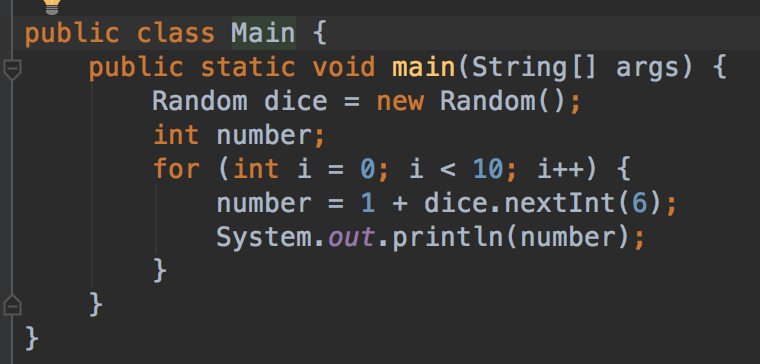 public class Main {
    public static void main(String[] args) {
        Random dice = new Random();
        int number;
        for (int i = 0; i < 10; i++) {
            number = 1 + dice.nextInt(6);
            System.out.println(number);
        }
    }
}